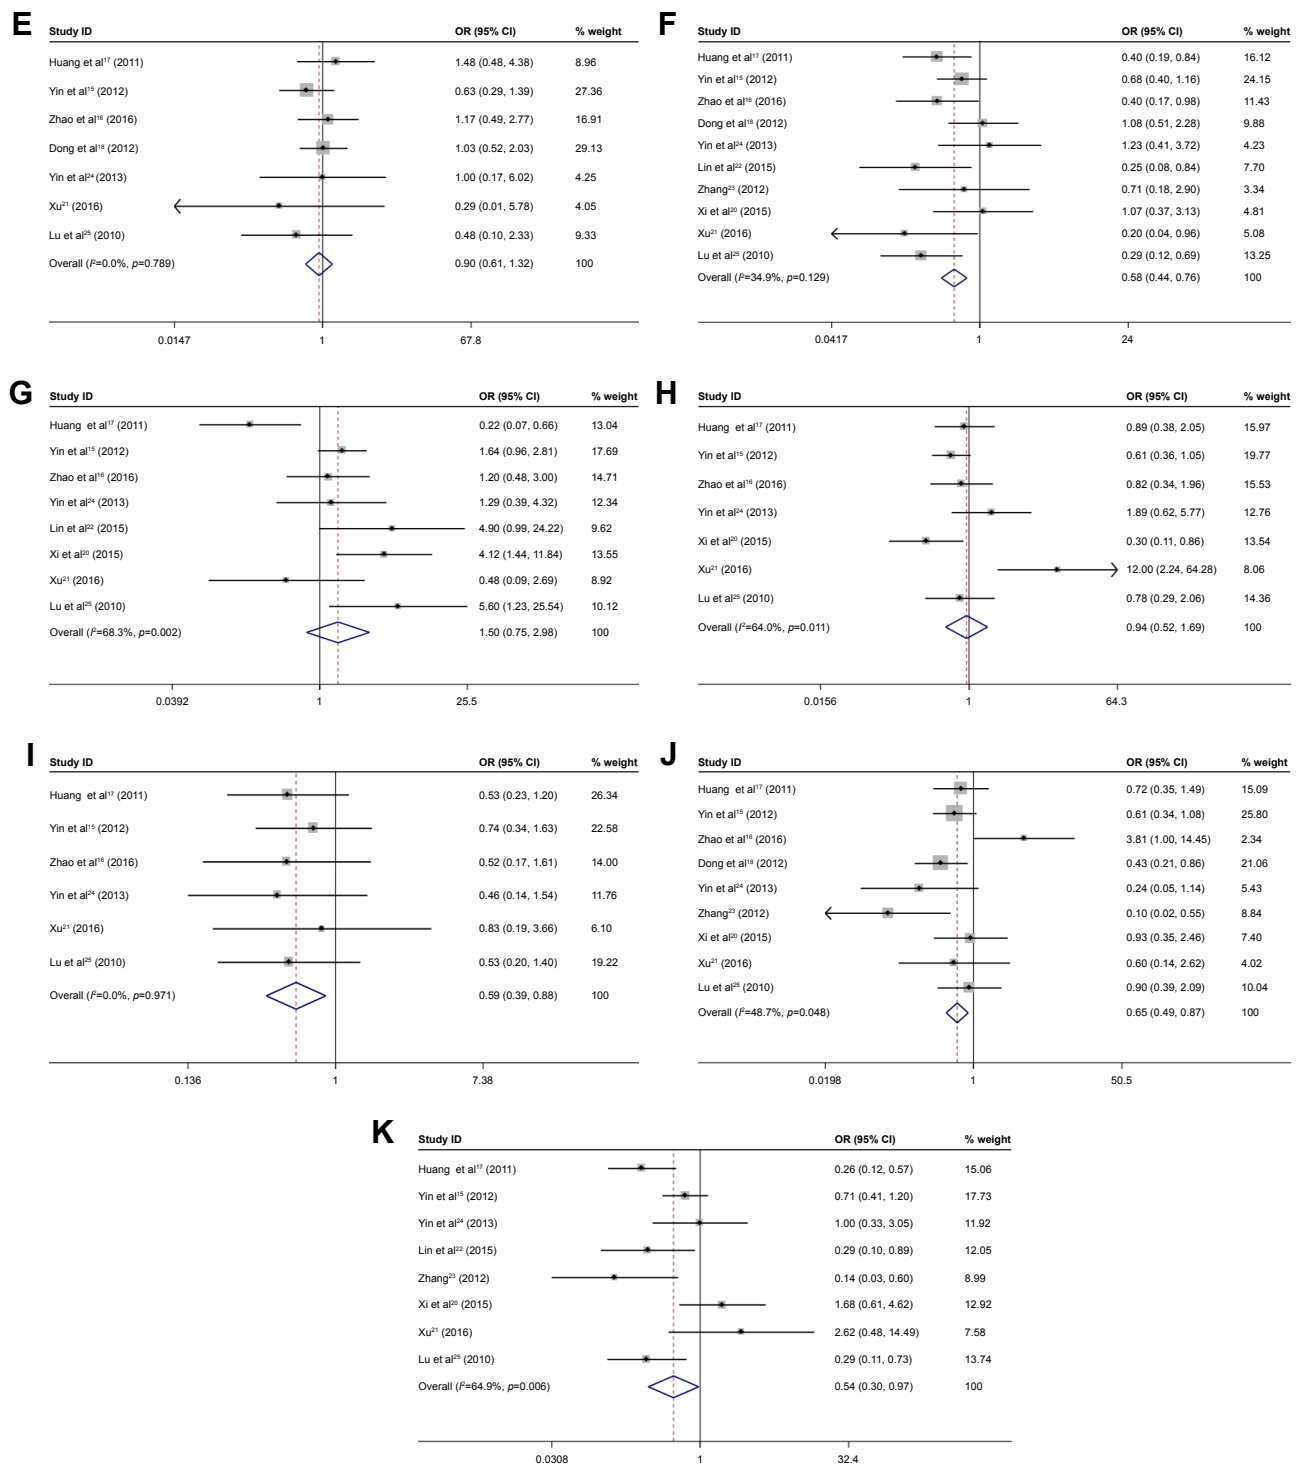 E
Study ID OR (95% CI) % weight
Huang et al¹⁷ (2011) 1.48 (0.48, 4.38) 8.96
Yin et al¹⁵ (2012) 0.63 (0.29, 1.39) 27.36
Zhao et al¹⁶ (2016) 1.17 (0.49, 2.77) 16.91
Dong et al¹⁸ (2012) 1.03 (0.52, 2.03) 29.13
Yin et al²⁴ (2013) 1.00 (0.17, 6.02) 4.25
Xu²¹ (2016) 0.29 (0.01, 5.78) 4.05
Lu et al²⁵ (2010) 0.48 (0.10, 2.33) 9.33
Overall (I²=0.0%, p=0.789) 0.90 (0.61, 1.32) 100
0.0147 1 67.8
F
Study ID OR (95% CI) % weight
Huang et al¹⁷ (2011) 0.40 (0.19, 0.84) 16.12
Yin et al¹⁵ (2012) 0.68 (0.40, 1.16) 24.15
Zhao et al¹⁶ (2016) 0.40 (0.17, 0.98) 11.43
Dong et al¹⁸ (2012) 1.08 (0.51, 2.28) 9.88
Yin et al²⁴ (2013) 1.23 (0.41, 3.72) 4.23
Lin et al²² (2015) 0.25 (0.08, 0.84) 7.70
Zhang²³ (2012) 0.71 (0.18, 2.90) 3.34
Xi et al²⁰ (2015) 1.07 (0.37, 3.13) 4.81
Xu²¹ (2016) 0.20 (0.04, 0.96) 5.08
Lu et al²⁵ (2010) 0.29 (0.12, 0.69) 13.25
Overall (I²=34.9%, p=0.129) 0.58 (0.44, 0.76) 100
0.0417 1 24
G
Study ID OR (95% CI) % weight
Huang et al¹⁷ (2011) 0.22 (0.07, 0.66) 13.04
Yin et al¹⁵ (2012) 1.64 (0.96, 2.81) 17.69
Zhao et al¹⁶ (2016) 1.20 (0.48, 3.00) 14.71
Yin et al²⁴ (2013) 1.29 (0.39, 4.32) 12.34
Lin et al²² (2015) 4.90 (0.99, 24.22) 9.62
Xi et al²⁰ (2015) 4.12 (1.44, 11.84) 13.55
Xu²¹ (2016) 0.48 (0.09, 2.69) 8.92
Lu et al²⁵ (2010) 5.60 (1.23, 25.54) 10.12
Overall (I²=68.3%, p=0.002) 1.50 (0.75, 2.98) 100
0.0392 1 25.5
H
Study ID OR (95% CI) % weight
Huang et al¹⁷ (2011) 0.89 (0.38, 2.05) 15.97
Yin et al¹⁵ (2012) 0.61 (0.36, 1.05) 19.77
Zhao et al¹⁶ (2016) 0.82 (0.34, 1.96) 15.53
Yin et al²⁴ (2013) 1.89 (0.62, 5.77) 12.76
Xi et al²⁰ (2015) 0.30 (0.11, 0.86) 13.54
Xu²¹ (2016) 12.00 (2.24, 64.28) 8.06
Lu et al²⁵ (2010) 0.78 (0.29, 2.06) 14.36
Overall (I²=64.0%, p=0.011) 0.94 (0.52, 1.69) 100
0.0156 1 64.3
I
Study ID OR (95% CI) % weight
Huang et al¹⁷ (2011) 0.53 (0.23, 1.20) 26.34
Yin et al¹⁵ (2012) 0.74 (0.34, 1.63) 22.58
Zhao et al¹⁶ (2016) 0.52 (0.17, 1.61) 14.00
Yin et al²⁴ (2013) 0.46 (0.14, 1.54) 11.76
Xu²¹ (2016) 0.83 (0.19, 3.66) 6.10
Lu et al²⁵ (2010) 0.53 (0.20, 1.40) 19.22
Overall (I²=0.0%, p=0.971) 0.59 (0.39, 0.88) 100
0.136 1 7.38
J
Study ID OR (95% CI) % weight
Huang et al¹⁷ (2011) 0.72 (0.35, 1.49) 15.09
Yin et al¹⁵ (2012) 0.61 (0.34, 1.08) 25.80
Zhao et al¹⁶ (2016) 3.81 (1.00, 14.45) 2.34
Dong et al¹⁸ (2012) 0.43 (0.21, 0.86) 21.06
Yin et al²⁴ (2013) 0.24 (0.05, 1.14) 5.43
Zhang²³ (2012) 0.10 (0.02, 0.55) 8.84
Xi et al²⁰ (2015) 0.93 (0.35, 2.46) 7.40
Xu²¹ (2016) 0.60 (0.14, 2.62) 4.02
Lu et al²⁵ (2010) 0.90 (0.39, 2.09) 10.04
Overall (I²=48.7%, p=0.048) 0.65 (0.49, 0.87) 100
0.0198 1 50.5
K
Study ID OR (95% CI) % weight
Huang et al¹⁷ (2011) 0.26 (0.12, 0.57) 15.06
Yin et al¹⁵ (2012) 0.71 (0.41, 1.20) 17.73
Yin et al²⁴ (2013) 1.00 (0.33, 3.05) 11.92
Lin et al²² (2015) 0.29 (0.10, 0.89) 12.05
Zhang²³ (2012) 0.14 (0.03, 0.60) 8.99
Xi et al²⁰ (2015) 1.68 (0.61, 4.62) 12.92
Xu²¹ (2016) 2.62 (0.48, 14.49) 7.58
Lu et al²⁵ (2010) 0.29 (0.11, 0.73) 13.74
Overall (I²=64.9%, p=0.006) 0.54 (0.30, 0.97) 100
0.0308 1 32.4